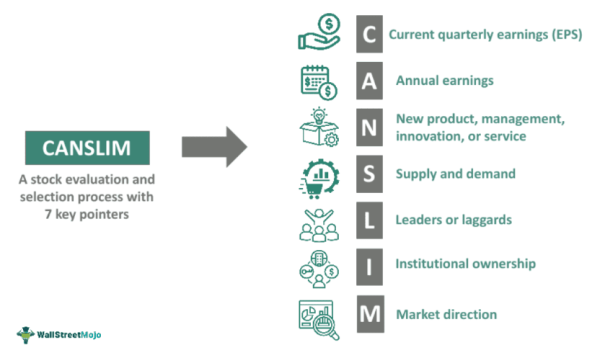 CANSLIM
A stock evaluation and
selection process with
7 key pointers
C Current quarterly earnings (EPS)
A Annual earnings
N New product, management,
innovation, or service
S Supply and demand
L Leaders or laggards
I Institutional ownership
M Market direction
WallStreetMojo